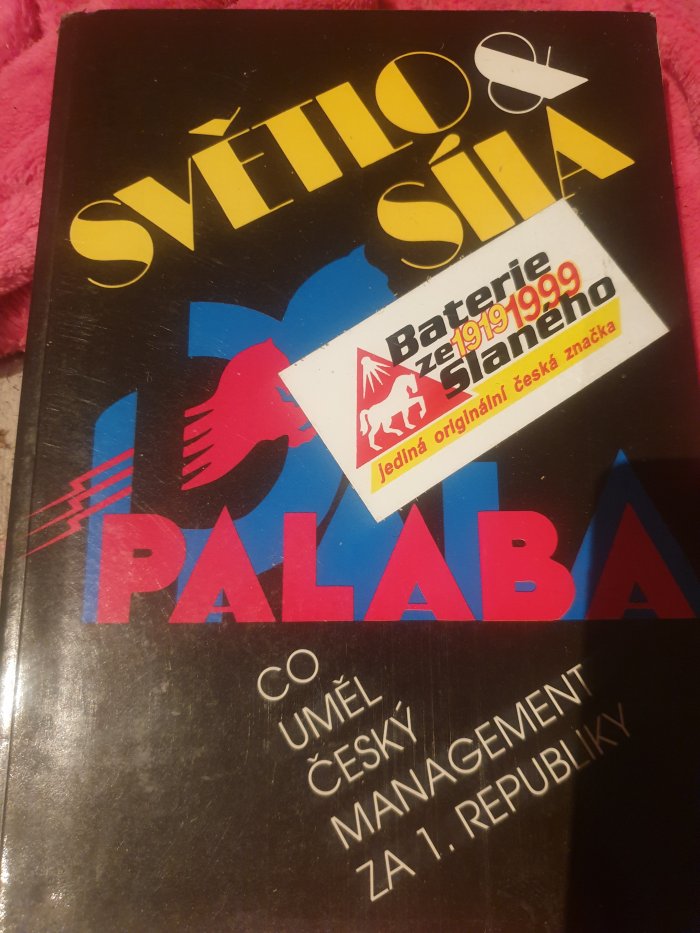 SVĚTLO &
SÍLA
Baterie
ze 1919 1999
Slaného
jediná originální česká značka
PALABA
CO
UMĚL
ČESKÝ
MANAGEMENT
ZA 1. REPUBLIKY